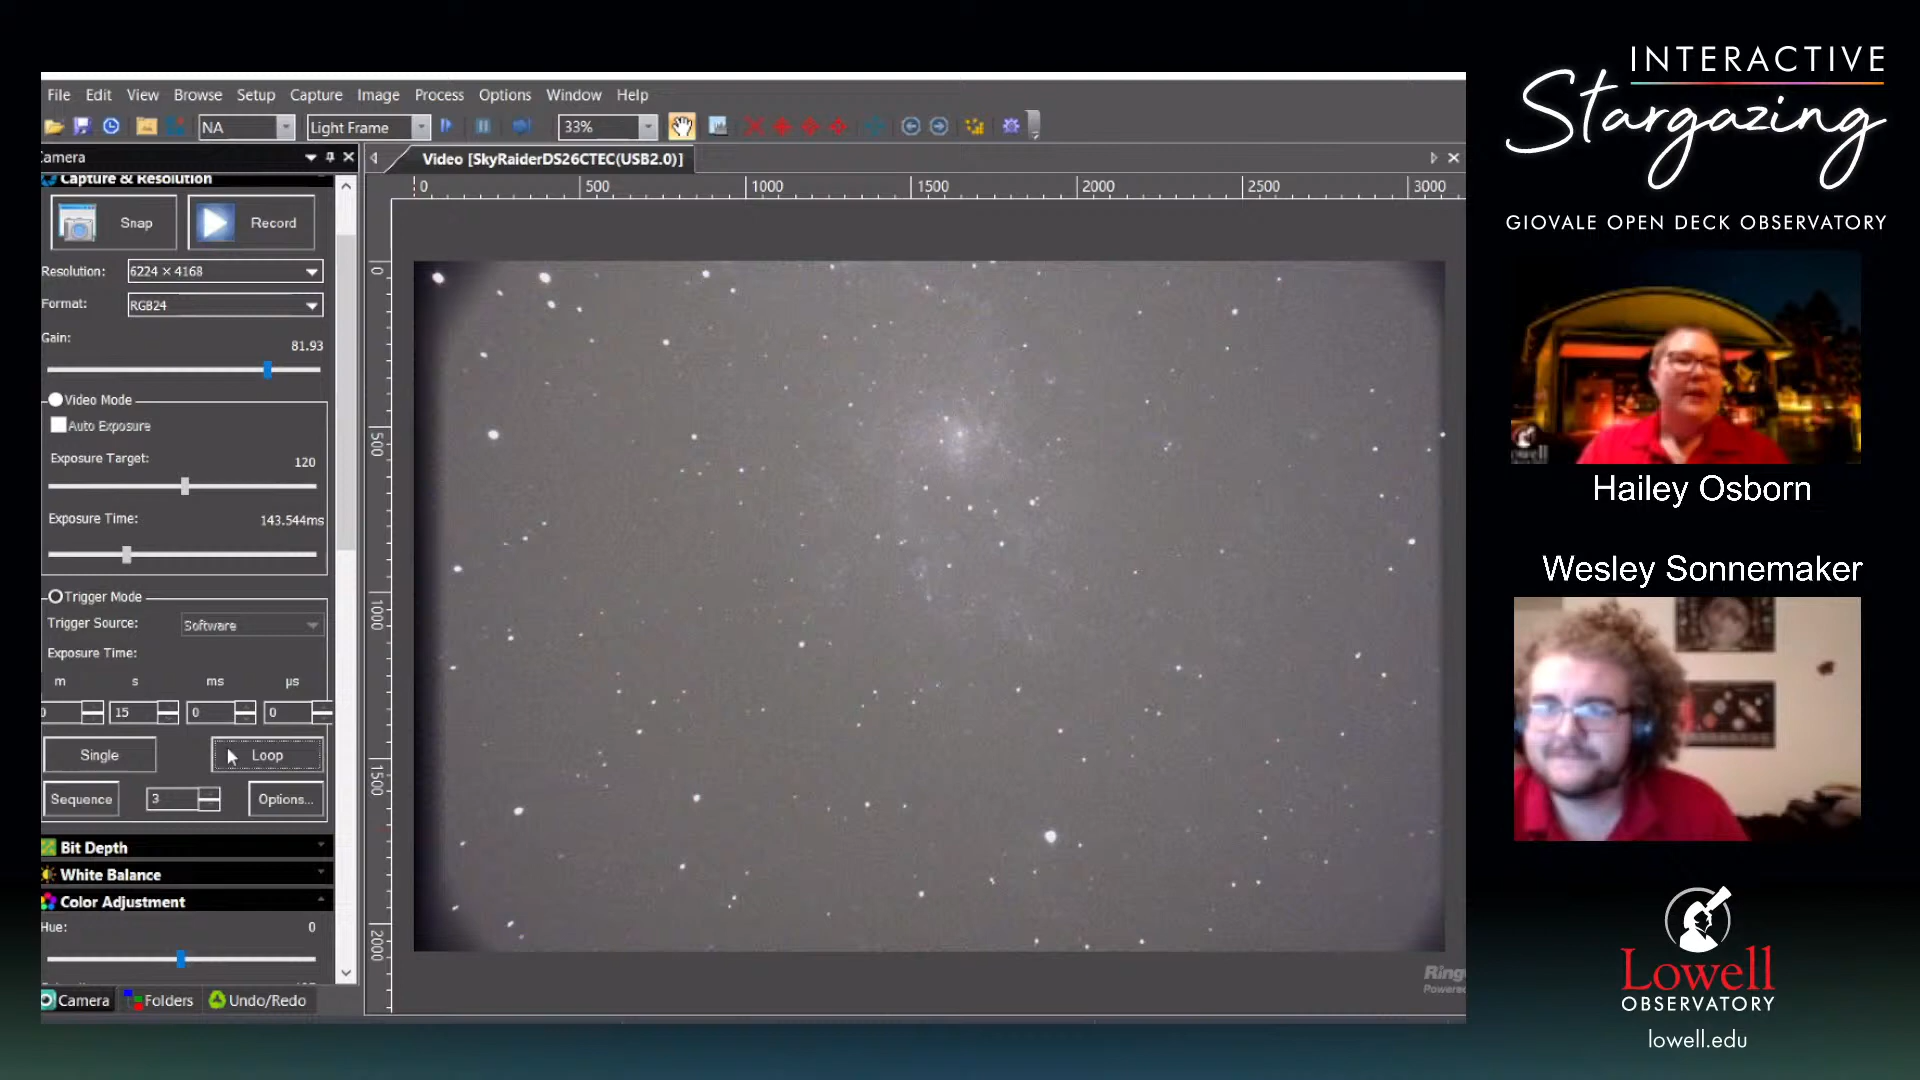 INTERACTIVE
Stargazing
GIOVALE OPEN DECK OBSERVATORY
File Edit View Browse Setup Capture Image Process Options Window Help
NA Light Frame 33%
Camera
Video [SkyRaiderDS26CTEC(USB2.0)]
Capture & Resolution
0 500 1000 1500 2000 2500 3000
Snap Record
Resolution: 6224 × 4168
Format: RGB24
Gain: 81.93
Video Mode
Auto Exposure
Exposure Target: 120
Exposure Time: 143.544ms
Trigger Mode
Trigger Source: Software
Exposure Time:
m s ms µs
0 15 0 0
Single Loop
Sequence 3 Options...
Bit Depth
White Balance
Color Adjustment
Hue: 0
Camera Folders Undo/Redo
0
500
1000
1500
2000
Ring
Powered
Hailey Osborn
Wesley Sonnemaker
LOWELL
OBSERVATORY
lowell.edu